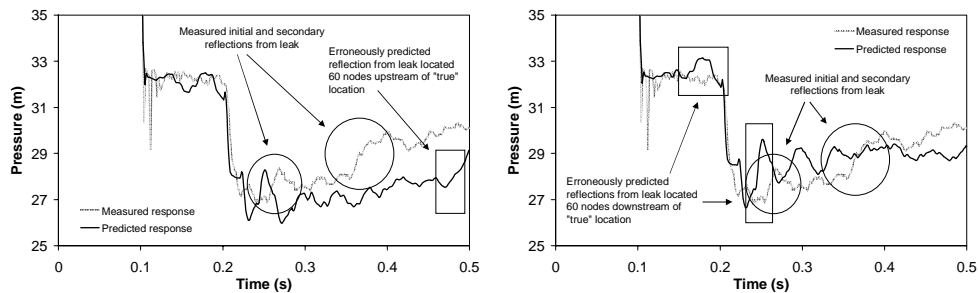 35
33
31
29
27
25
Pressure (m)
Measured initial and secondary
reflections from leak
Erroneously predicted
reflection from leak located
60 nodes upstream of "true"
location
Measured response
Predicted response
0
0.1
0.2
0.3
0.4
0.5
Time (s)
35
33
31
29
27
25
Pressure (m)
Measured response
Predicted response
Measured initial and secondary
reflections from leak
Erroneously predicted
reflections from leak located
60 nodes downstream of
"true" location
0
0.1
0.2
0.3
0.4
0.5
Time (s)